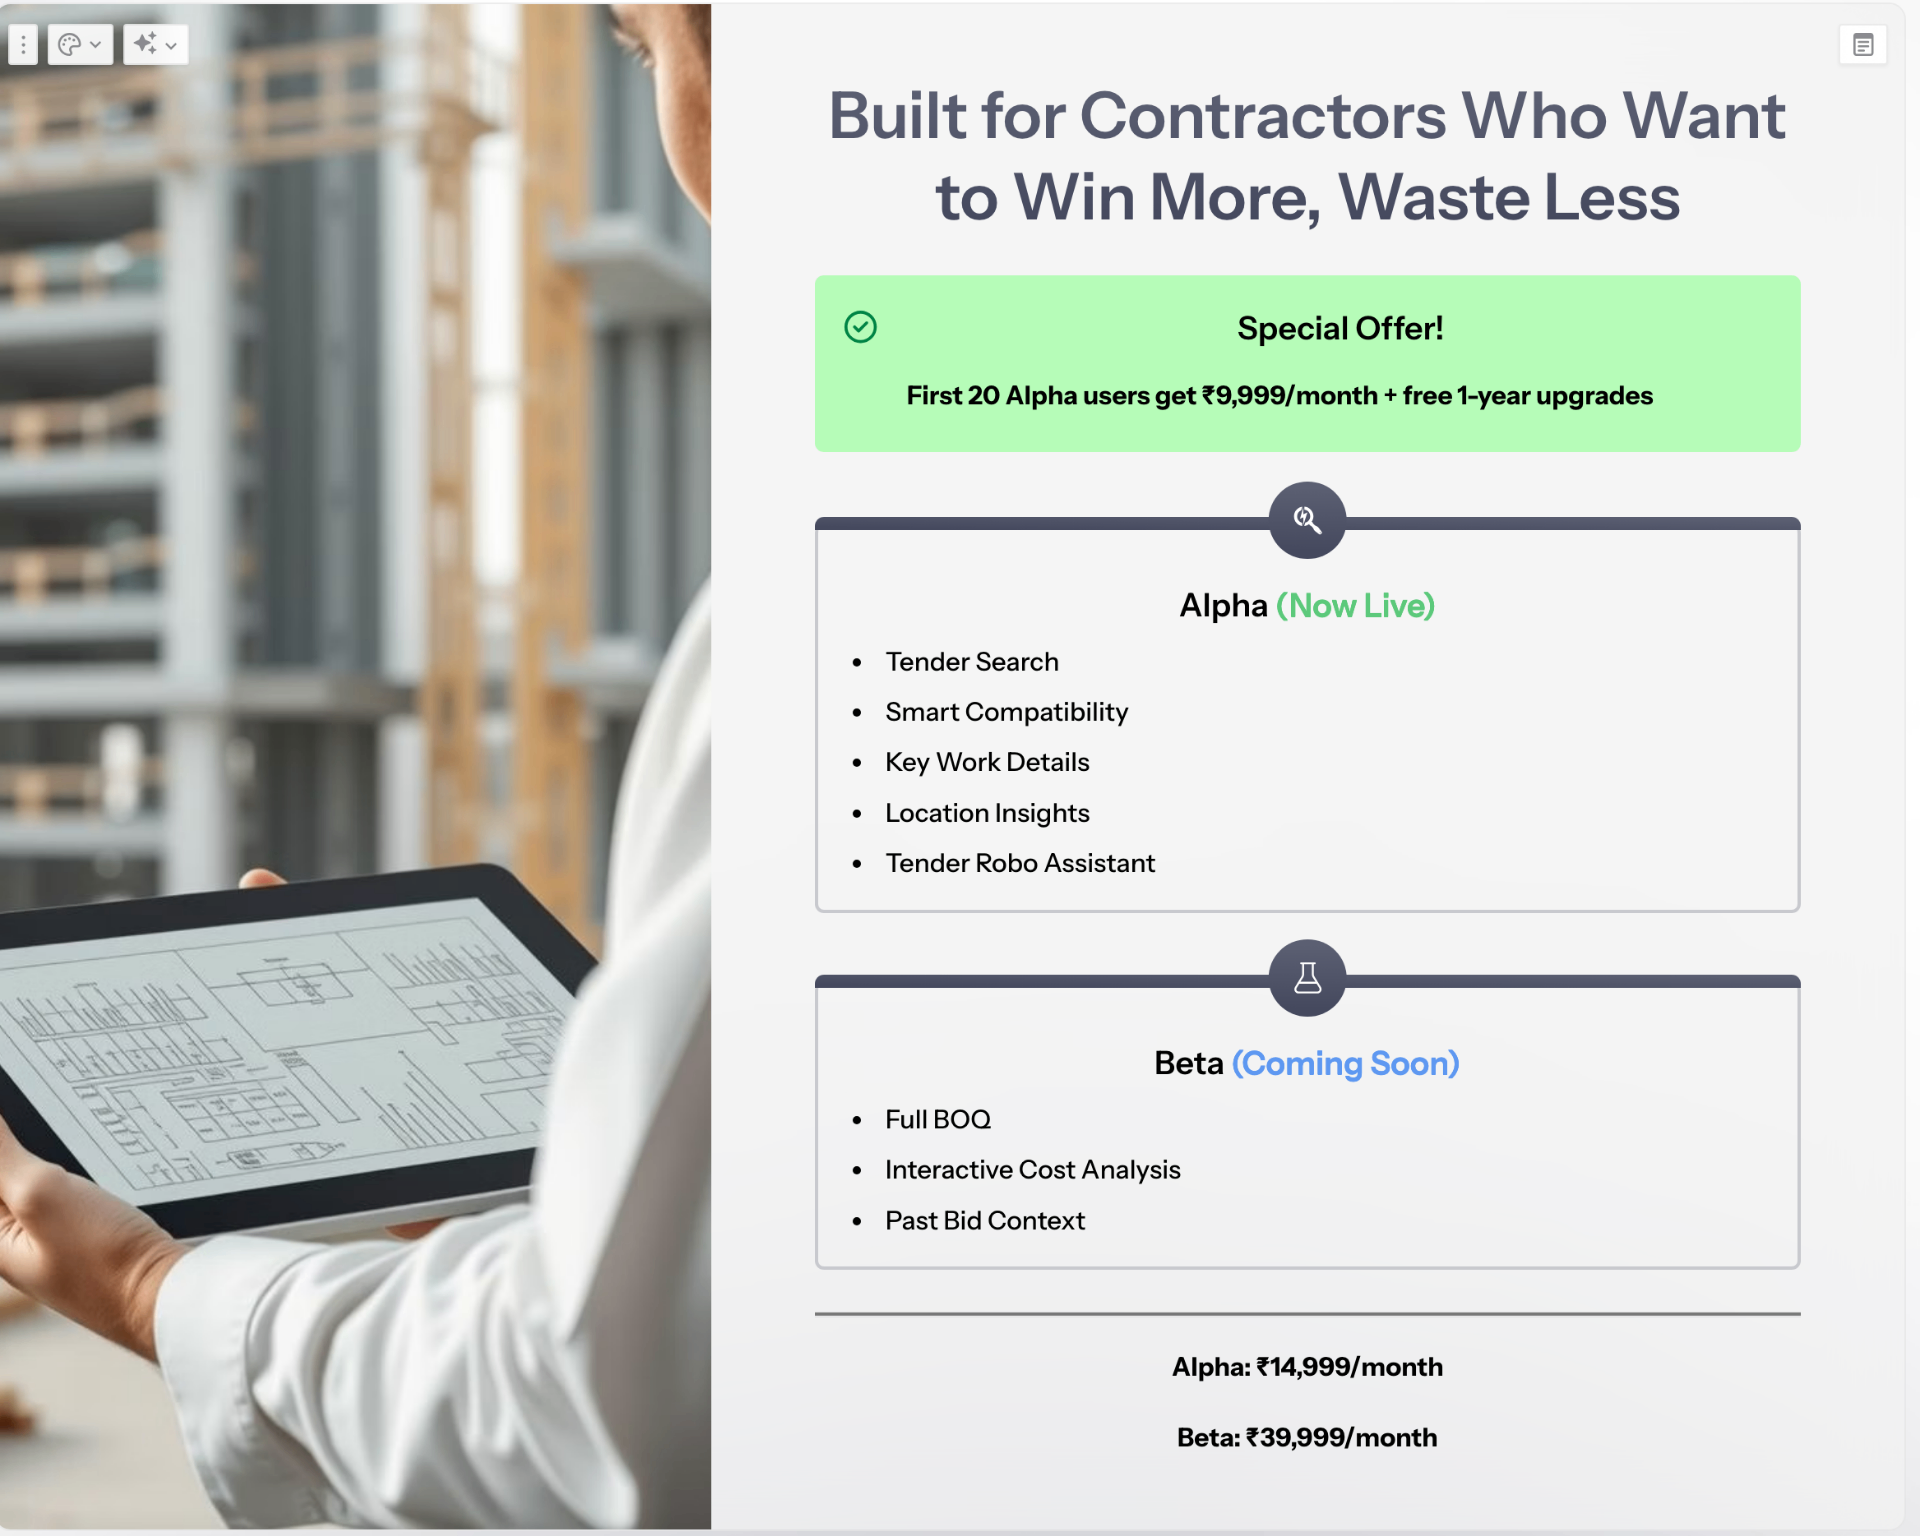 Built for Contractors Who Want
to Win More, Waste Less
Special Offer!
First 20 Alpha users get ₹9,999/month + free 1-year upgrades
Alpha (Now Live)
• Tender Search
• Smart Compatibility
• Key Work Details
• Location Insights
• Tender Robo Assistant
Beta (Coming Soon)
• Full BOQ
• Interactive Cost Analysis
• Past Bid Context
Alpha: ₹14,999/month
Beta: ₹39,999/month